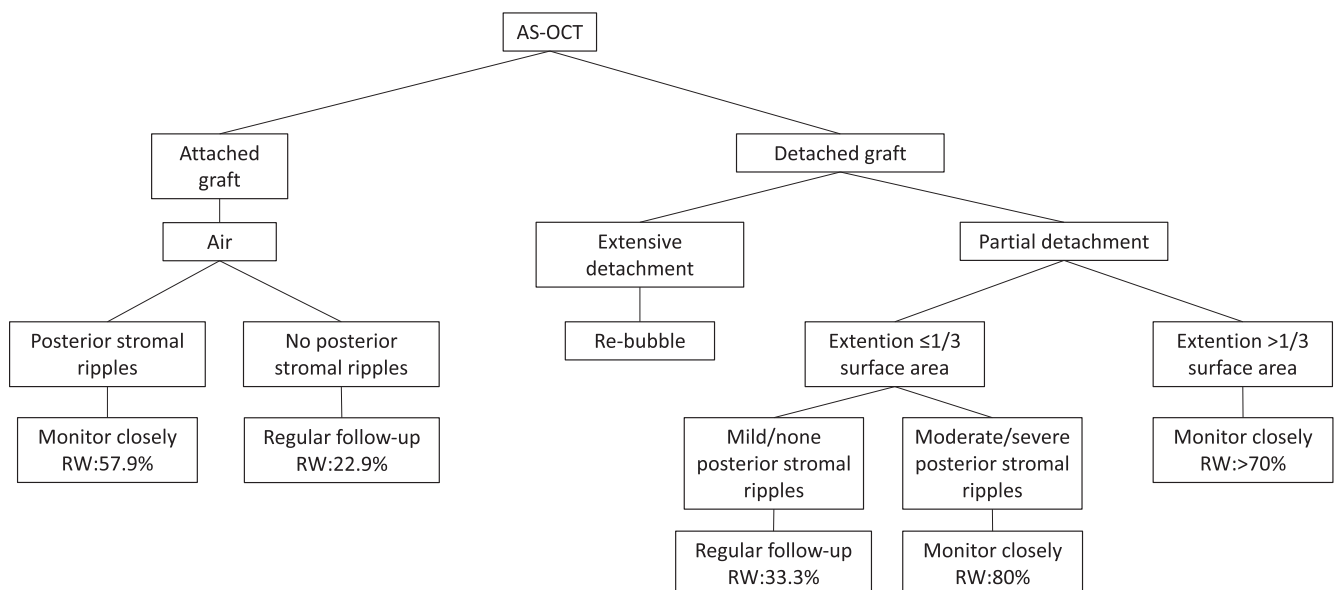 AS-OCT
Attached
graft
Detached graft
Air
Extensive
detachment
Partial detachment
Posterior stromal
ripples
No posterior
stromal ripples
Re-bubble
Extention ≤1/3
surface area
Extention >1/3
surface area
Monitor closely
RW:57.9%
Regular follow-up
RW:22.9%
Mild/none
posterior stromal
ripples
Moderate/severe
posterior stromal
ripples
Monitor closely
RW:>70%
Regular follow-up
RW:33.3%
Monitor closely
RW:80%